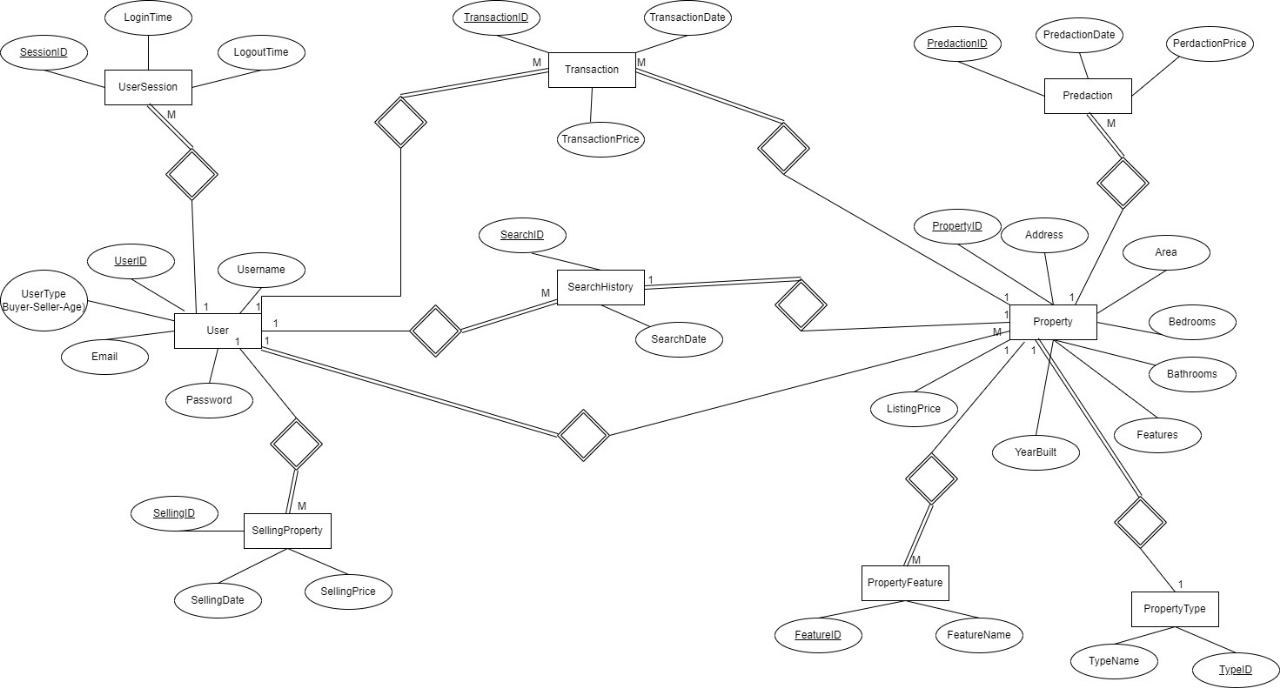 LoginTime
SessionID
LogoutTime
UserSession
M
TransactionID
TransactionDate
M
Transaction
M
TransactionPrice
PredactionID
PredactionDate
PerdactionPrice
Predaction
M
UserID
Username
UserType
(Buyer-Seller-Age)
1
1
User
1
1
1
Email
Password
SearchID
M
SearchHistory
1
SearchDate
PropertyID
Address
Area
1
1
1
M
Property
1
1
Bedrooms
Bathrooms
ListingPrice
Features
YearBuilt
M
SellingID
SellingProperty
SellingDate
SellingPrice
M
PropertyFeature
FeatureID
FeatureName
1
PropertyType
TypeName
TypeID